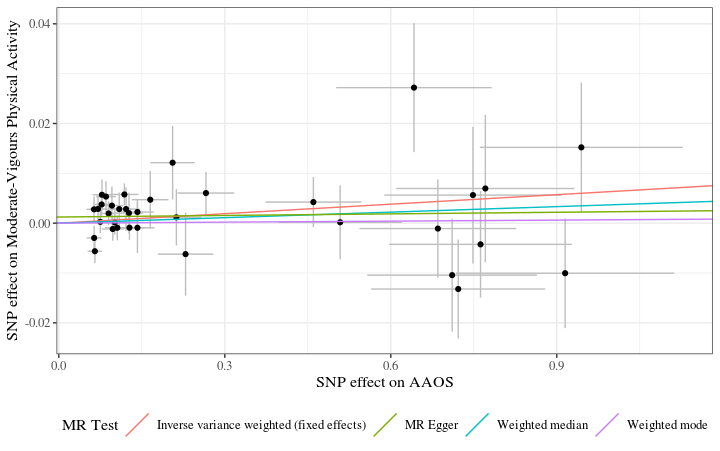 SNP effect on Moderate-Vigours Physical Activity
0.04
0.02
0.00
-0.02
0.0 0.3 0.6 0.9
SNP effect on AAOS
MR Test Inverse variance weighted (fixed effects) MR Egger Weighted median Weighted mode